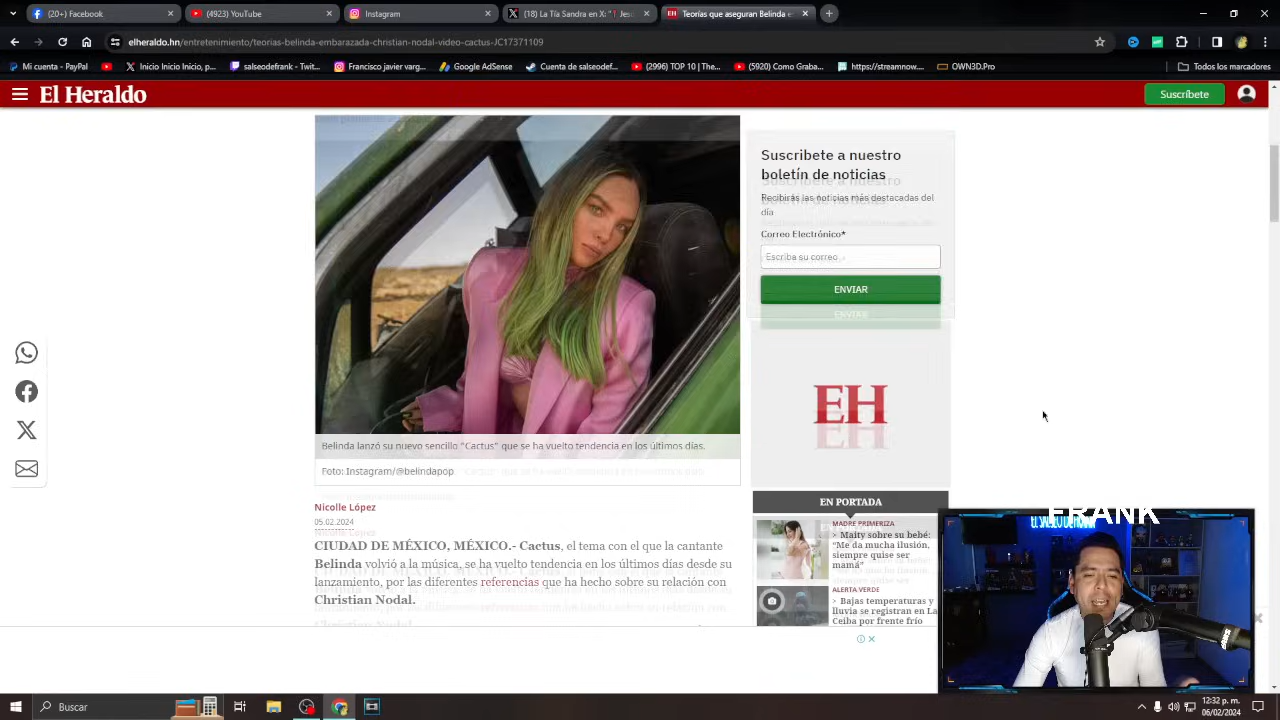 (20+) Facebook
(4923) YouTube
Instagram
(18) La Tía Sandra en X: "
Teorías que aseguran Belinda e
elheraldo.hn/entretenimiento/teorias-belinda-embarazada-christian-nodal-video-cactus-JC17371109
Mi cuenta - PayPal
Inicio Inicio Inicio, p...
salseodefrank - Twit...
Francisco javier varg...
Google AdSense
Cuenta de salseodef...
(2996) TOP 10 | The...
(5920) Como Graba...
https://streamnow....
OWN3D.Pro
Todos los marcadores
El Heraldo
Suscríbete
Suscribete a nuestro
boletín de noticias
Recibirás las noticias más destacadas del
día
Correo Electrónico*
Escriba su correo
ENVIAR
EH
Belinda lanzó su nuevo sencillo "Cactus" que se ha vuelto tendencia en los últimos días.
Foto: Instagram/@belindapop
Nicolle López
05.02.2024
CIUDAD DE MÉXICO, MÉXICO.- Cactus, el tema con el que la cantante
Belinda volvió a la música, se ha vuelto tendencia en los últimos días desde su
lanzamiento, por las diferentes referencias que ha hecho sobre su relación con
Christian Nodal.
EN PORTADA
MADRE PRIMERIZA
> Maity sobre su bebé:
"Me da mucha ilusión,
siempre quise ser
mamá"
ALERTA VERDE
> Bajas temperaturas y
lluvia se registran en La
Ceiba por frente frío
FRANK
Buscar
12:32 p. m.
06/02/2024